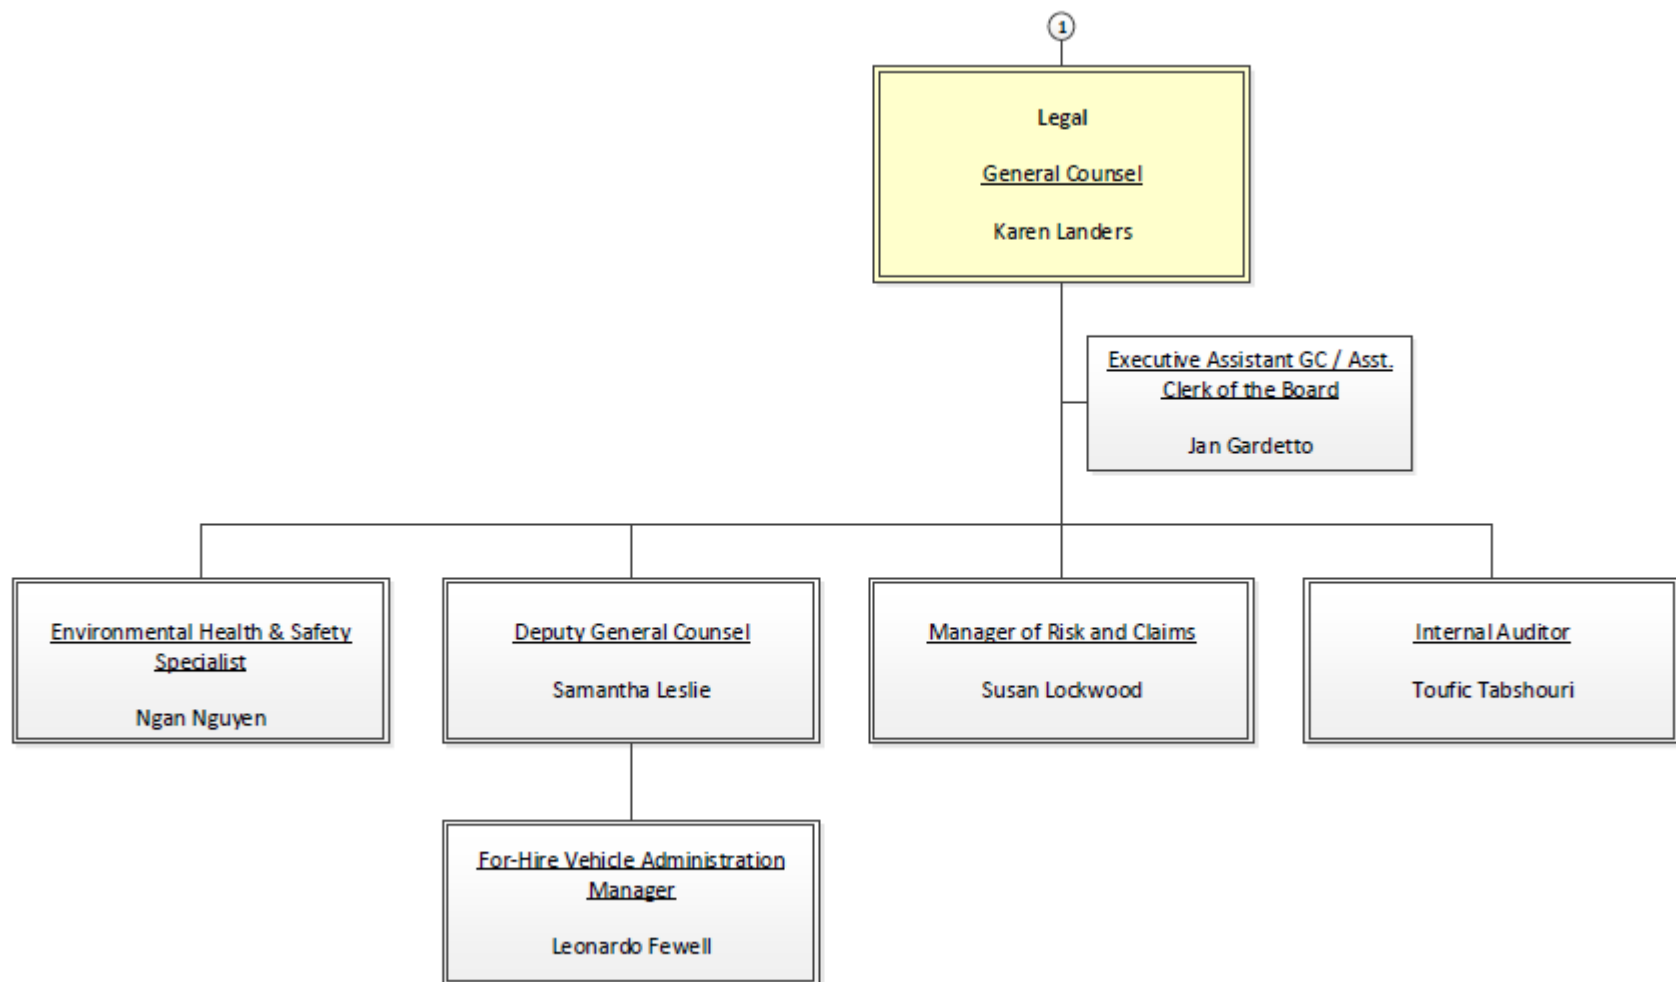 1
Legal
General Counsel
Karen Landers
Executive Assistant GC / Asst.
Clerk of the Board
Jan Gardetto
Environmental Health & Safety
Specialist
Ngan Nguyen
Deputy General Counsel
Samantha Leslie
Manager of Risk and Claims
Susan Lockwood
Internal Auditor
Toufic Tabshouri
For-Hire Vehicle Administration
Manager
Leonardo Fewell